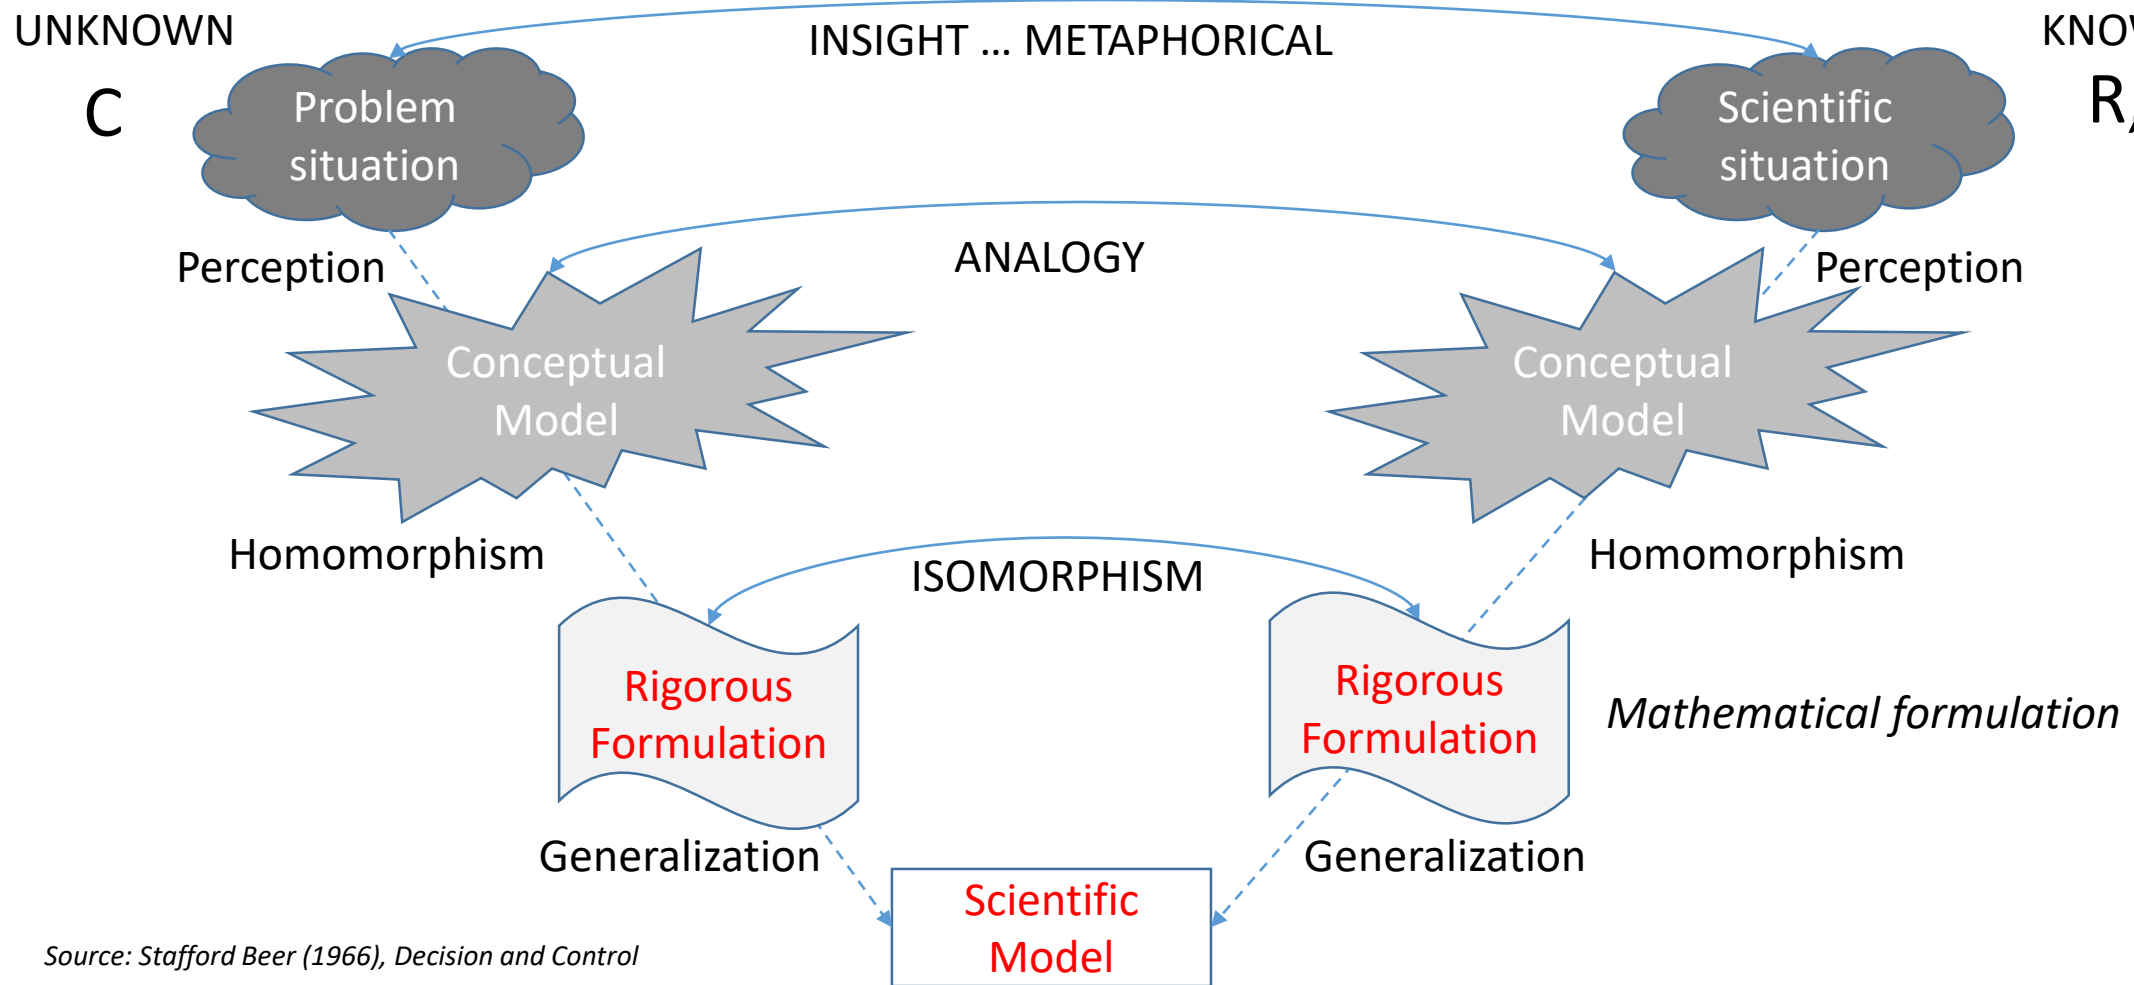 UNKNOWN
INSIGHT ... METAPHORICAL
C
Problem
situation
Scientific
situation
R,
Perception
ANALOGY
Perception
Conceptual
Model
Conceptual
Model
Homomorphism
ISOMORPHISM
Homomorphism
Rigorous
Formulation
Rigorous
Formulation
Mathematical formulation
Generalization
Generalization
Scientific
Model
Source: Stafford Beer (1966), Decision and Control